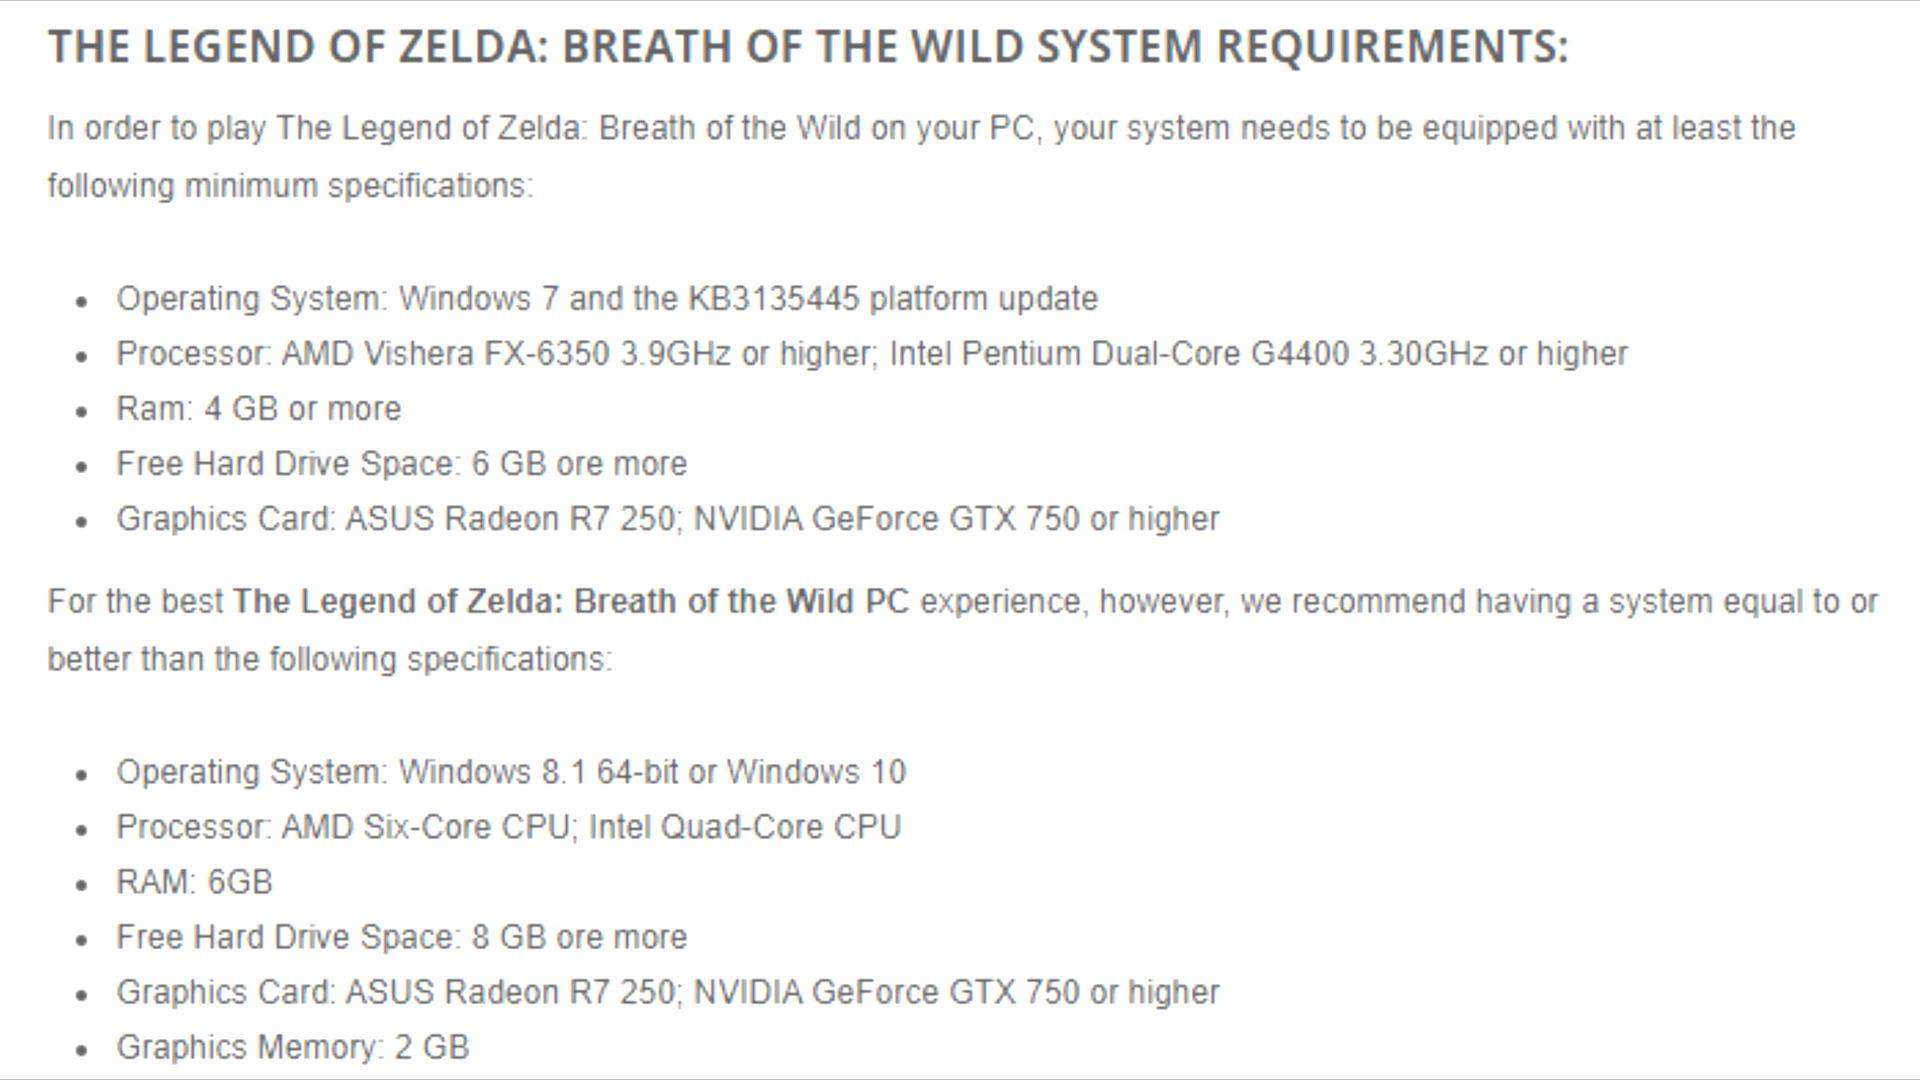 THE LEGEND OF ZELDA: BREATH OF THE WILD SYSTEM REQUIREMENTS:
In order to play The Legend of Zelda: Breath of the Wild on your PC, your system needs to be equipped with at least the
following minimum specifications:
• Operating System: Windows 7 and the KB3135445 platform update
• Processor: AMD Vishera FX-6350 3.9GHz or higher; Intel Pentium Dual-Core G4400 3.30GHz or higher
• Ram: 4 GB or more
• Free Hard Drive Space: 6 GB ore more
• Graphics Card: ASUS Radeon R7 250; NVIDIA GeForce GTX 750 or higher
For the best The Legend of Zelda: Breath of the Wild PC experience, however, we recommend having a system equal to or
better than the following specifications:
• Operating System: Windows 8.1 64-bit or Windows 10
• Processor: AMD Six-Core CPU; Intel Quad-Core CPU
• RAM: 6GB
• Free Hard Drive Space: 8 GB ore more
• Graphics Card: ASUS Radeon R7 250; NVIDIA GeForce GTX 750 or higher
• Graphics Memory: 2 GB